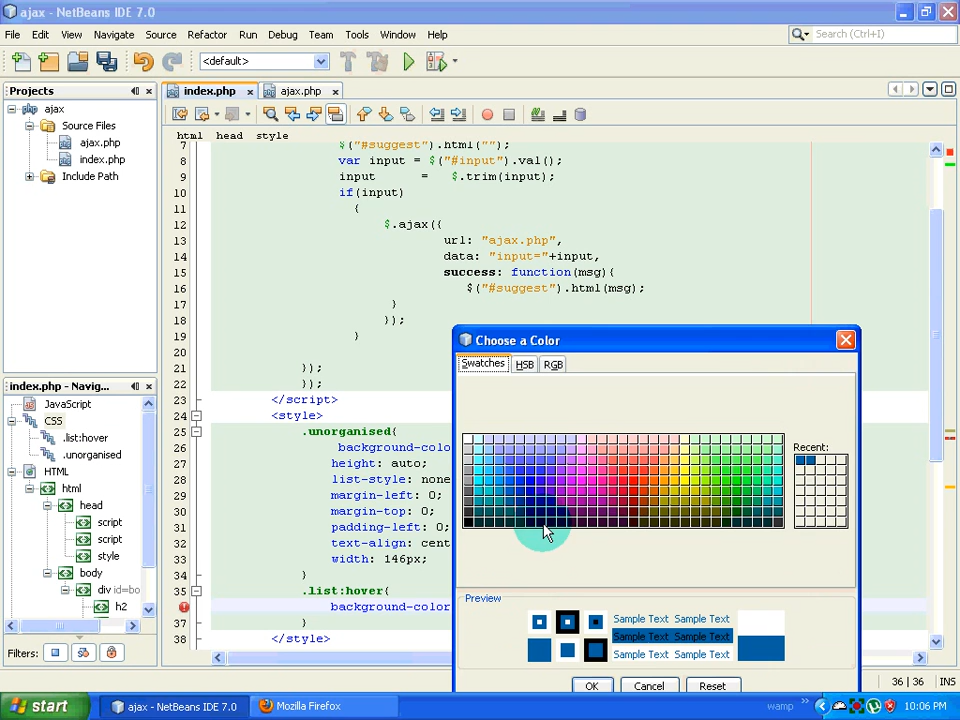 ajax - NetBeans IDE 7.0
File Edit View Navigate Source Refactor Run Debug Team Tools Window Help
Search (Ctrl+I)
<default>
Projects
index.php
ajax.php
ajax
Source Files
ajax.php
index.php
Include Path
html head style
7 $("#suggest").html("");
8 var input = $("#input").val();
9 input = $.trim(input);
10 if(input)
11 {
12 $.ajax({
13 url: "ajax.php",
14 data: "input="+input,
15 success: function(msg){
16 $("#suggest").html(msg);
17 }
18 });
19 }
20
21 });
22 });
23 </script>
24 <style>
25 .unorganised{
26 background-colo
27 height: auto;
28 list-style: none
29 margin-left: 0;
30 margin-top: 0;
31 padding-left: 0;
32 text-align: cent
33 width: 146px;
34 }
35 .list:hover{
background-color
37 }
38 </style>
index.php - Navig...
JavaScript
CSS
.list:hover
.unorganised
HTML
html
head
script
script
style
body
div id=bo
h2
Filters:
Choose a Color
Swatches HSB RGB
Recent:
Preview
Sample Text Sample Text
Sample Text Sample Text
Sample Text Sample Text
OK Cancel Reset
36 | 36 INS
start
ajax - NetBeans IDE 7.0
Mozilla Firefox
wamp
10:06 PM